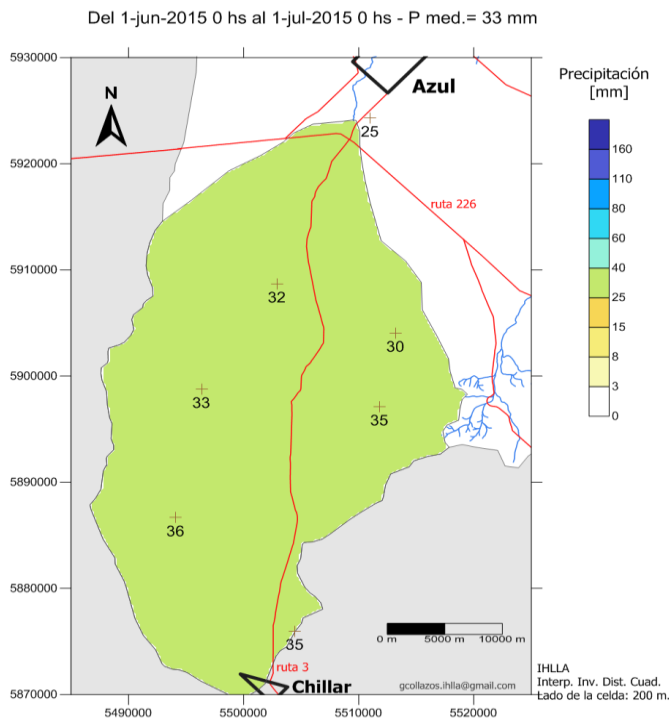 Del 1-jun-2015 0 hs al 1-jul-2015 0 hs - P med.= 33 mm
5930000
5920000
5910000
5900000
5890000
5880000
5870000
5490000
5500000
5510000
5520000
N
Azul
25
ruta 226
32
30
33
35
36
35
ruta 3
Chillar
0 m
5000 m
10000 m
gcollazos.ihlla@gmail.com
Precipitación
[mm]
160
110
80
60
40
25
15
8
3
0
IHLLA
Interp. Inv. Dist. Cuad.
Lado de la celda: 200 m.